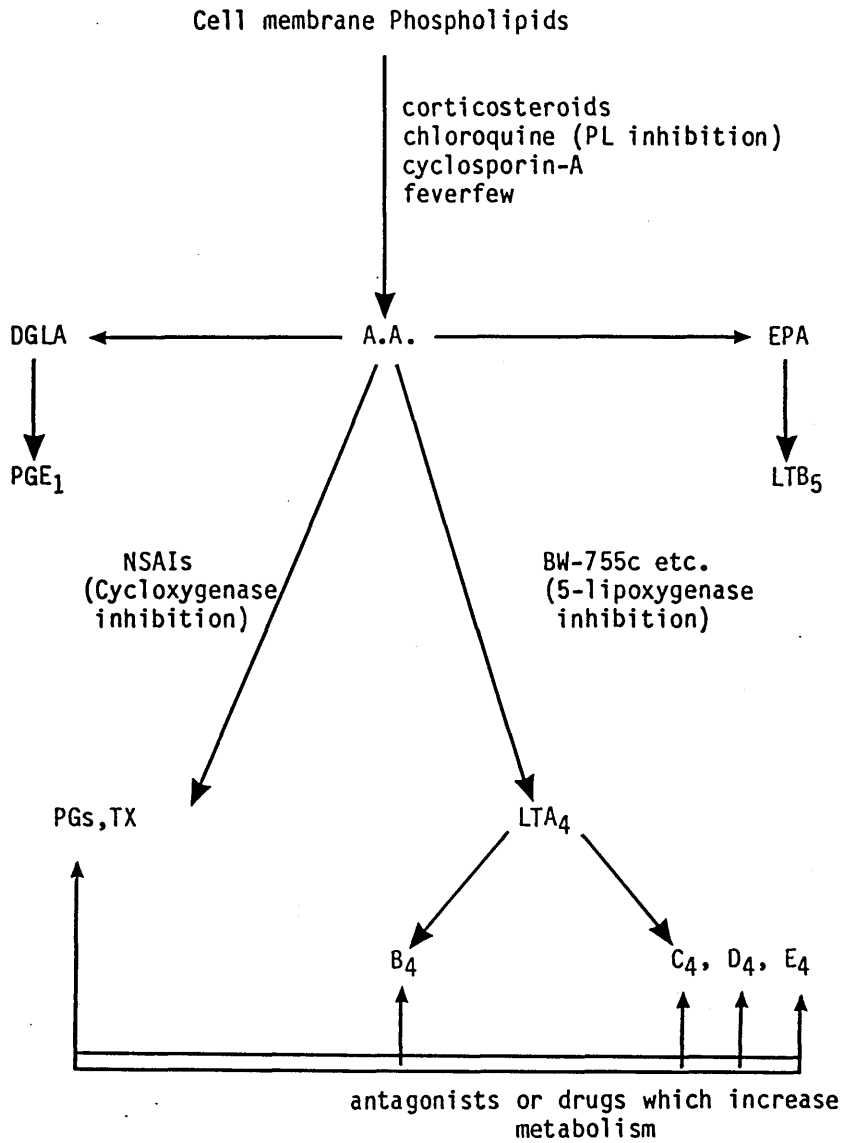 Cell membrane Phospholipids
corticosteroids
chloroquine (PL inhibition)
cyclosporin-A
feverfew
DGLA A.A. EPA
PGE₁ LTB₅
NSAIs
(Cycloxygenase
inhibition)
BW-755c etc.
(5-lipoxygenase
inhibition)
PGs,TX LTA₄
B₄ C₄, D₄, E₄
antagonists or drugs which increase
metabolism